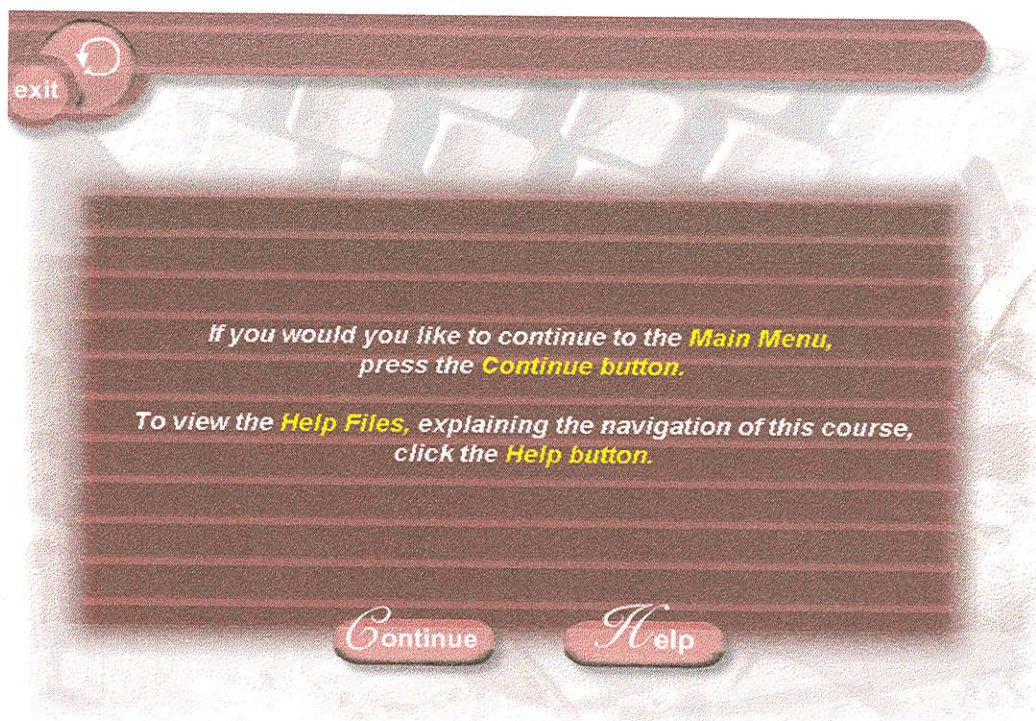 exit
If you would you like to continue to the Main Menu,
press the Continue button.
To view the Help Files, explaining the navigation of this course,
click the Help button.
Continue
Help